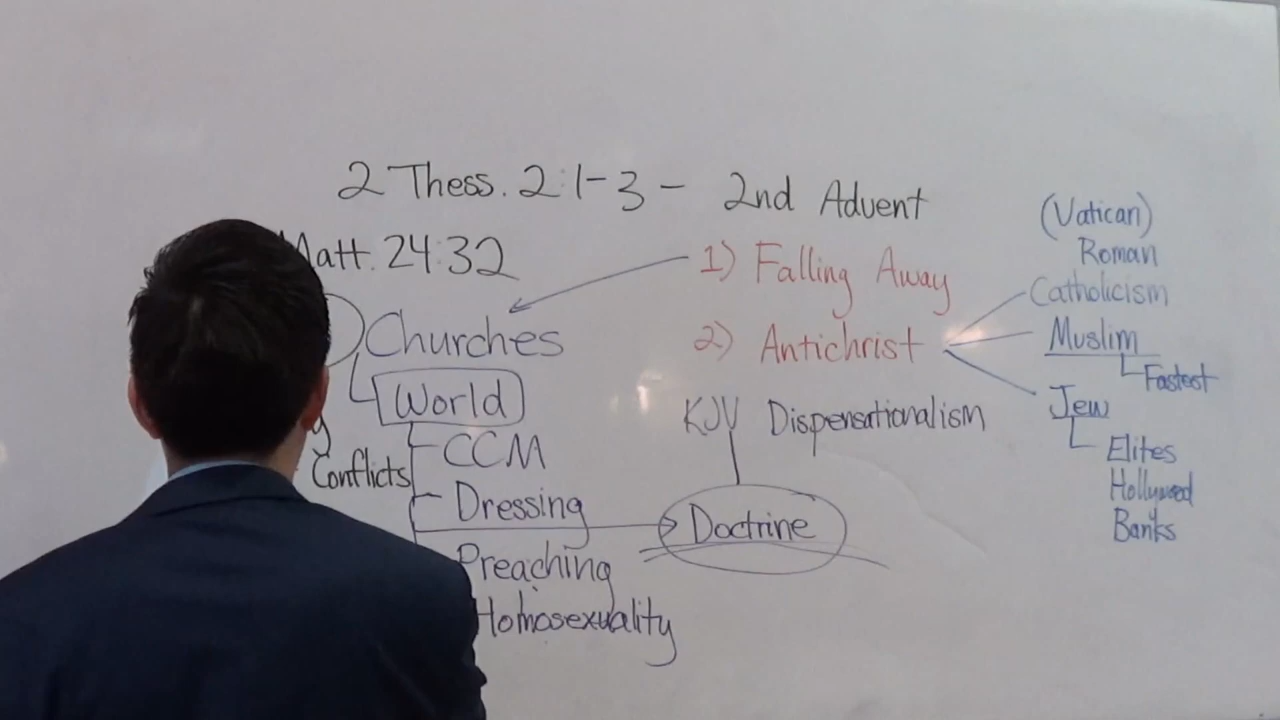 2 Thess. 2:1-3 - 2nd Advent
Matt. 24:32
Churches
World
Conflicts
CCM
Dressing
Preaching
Homosexuality
1) Falling Away
2) Antichrist
KJV Dispensationalism
Doctrine
(Vatican)
Roman
Catholicism
Muslim
Fastest
Jew
Elites
Hollywood
Banks